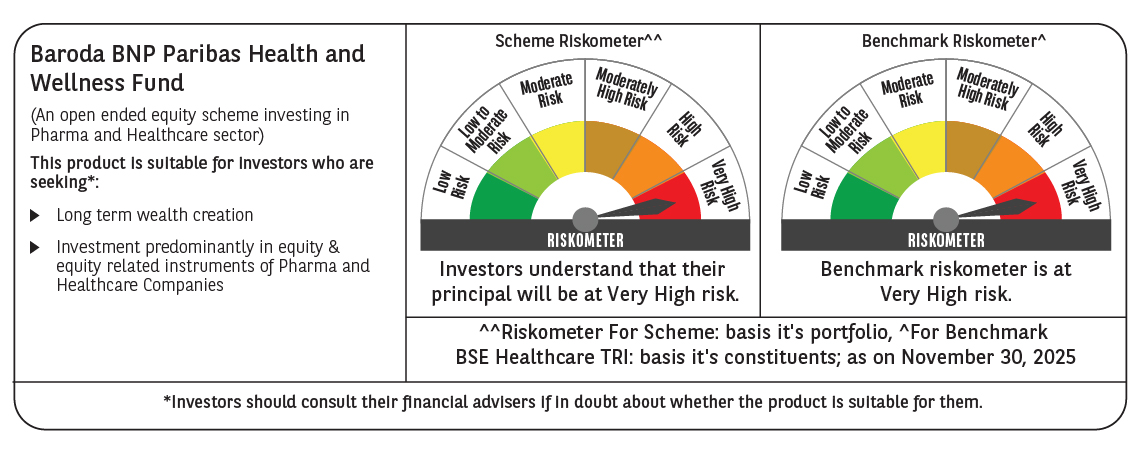 Baroda BNP Paribas Health and
Wellness Fund
(An open ended equity scheme investing in
Pharma and Healthcare sector)
This product is suitable for investors who are
seeking*:
Long term wealth creation
Investment predominantly in equity &
equity related instruments of Pharma and
Healthcare Companies
Scheme Riskometer^^
Low
Risk
Low to
Moderate
Risk
Moderate
Risk
Moderately
High Risk
High
Risk
Very High
Risk
RISKOMETER
Investors understand that their
principal will be at Very High risk.
Benchmark Riskometer^
Low
Risk
Low to
Moderate
Risk
Moderate
Risk
Moderately
High Risk
High
Risk
Very High
Risk
RISKOMETER
Benchmark riskometer is at
Very High risk.
^^Riskometer For Scheme: basis it's portfolio, ^For Benchmark
BSE Healthcare TRI: basis it's constituents; as on November 30, 2025
*Investors should consult their financial advisers if in doubt about whether the product is suitable for them.